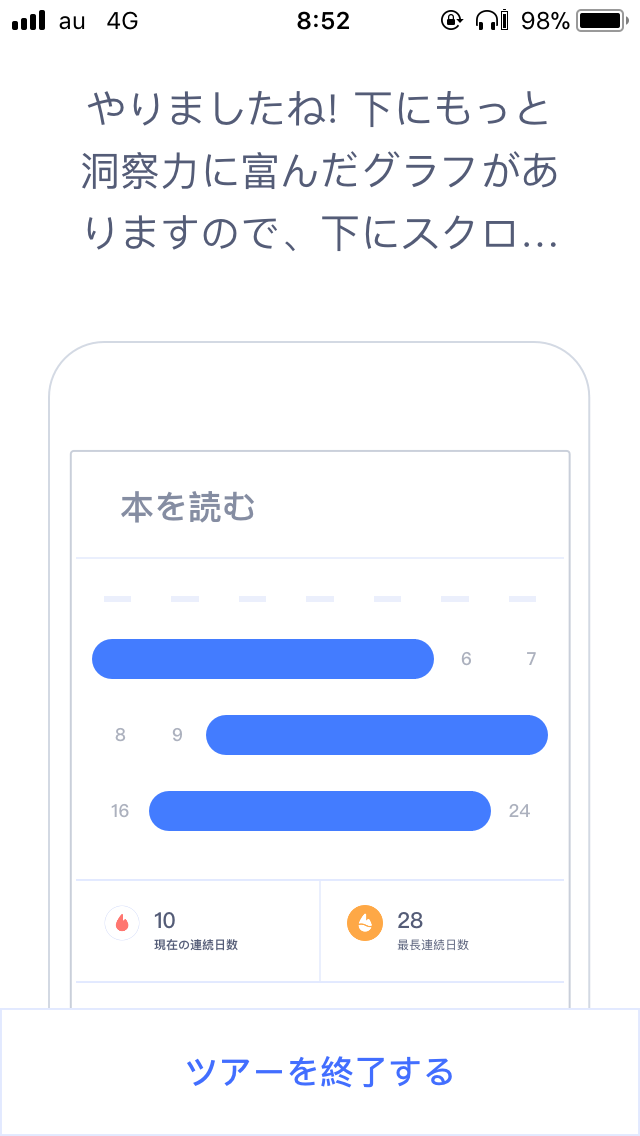 au 4G 8:52 98%
やりましたね! 下にもっと
洞察力に富んだグラフがあ
りますので、下にスクロ...
本を読む
6 7
8 9
16 24
10 28
現在の連続日数 最長連続日数
ツアーを終了する